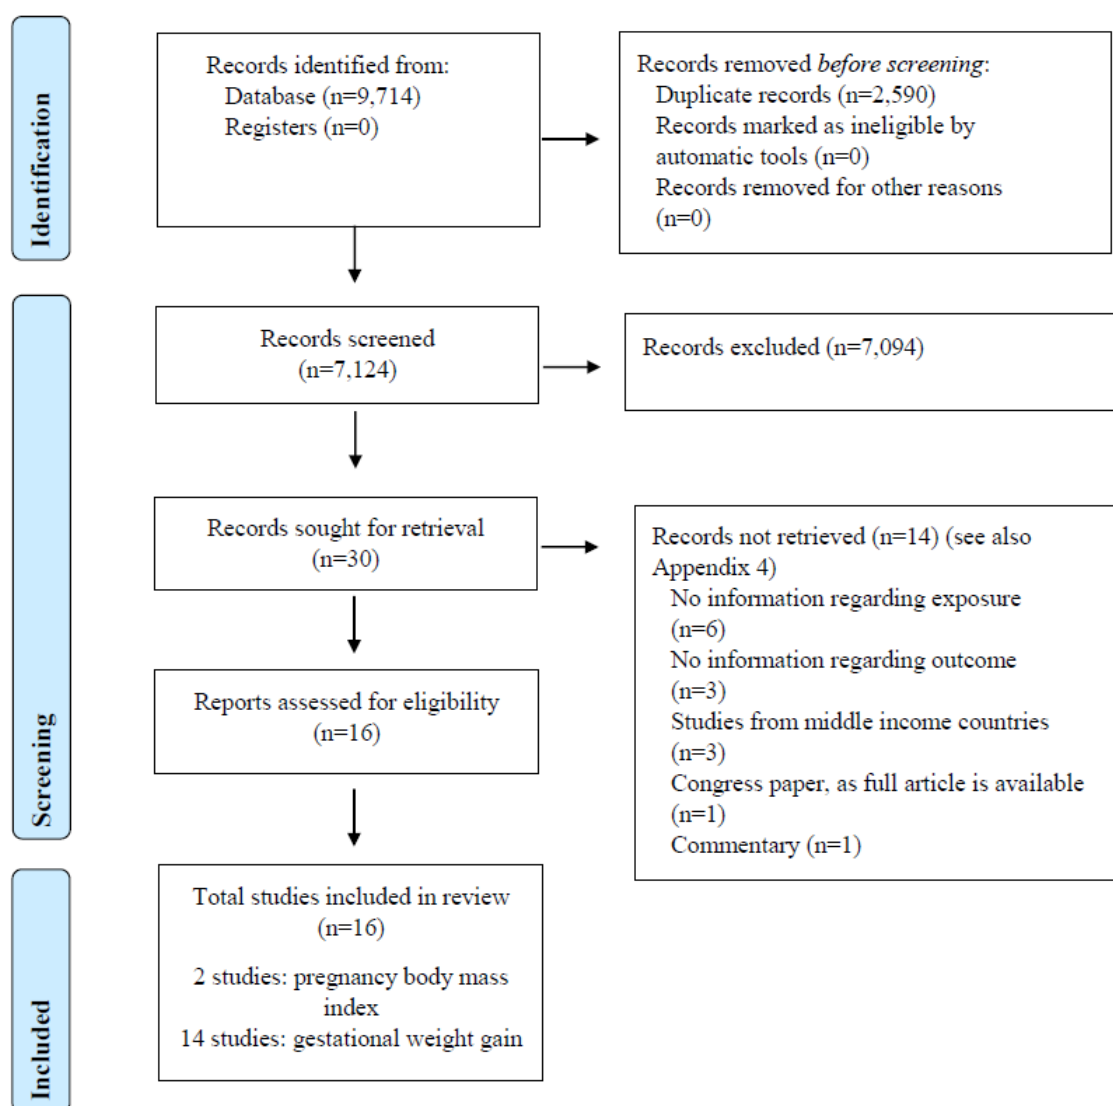 Identification
Records identified from:
Database (n=9,714)
Registers (n=0)
Records removed before screening:
Duplicate records (n=2,590)
Records marked as ineligible by
automatic tools (n=0)
Records removed for other reasons
(n=0)
Screening
Records screened
(n=7,124)
Records excluded (n=7,094)
Records sought for retrieval
(n=30)
Records not retrieved (n=14) (see also
Appendix 4)
No information regarding exposure
(n=6)
No information regarding outcome
(n=3)
Studies from middle income countries
(n=3)
Congress paper, as full article is available
(n=1)
Commentary (n=1)
Reports assessed for eligibility
(n=16)
Included
Total studies included in review
(n=16)
2 studies: pregnancy body mass
index
14 studies: gestational weight gain